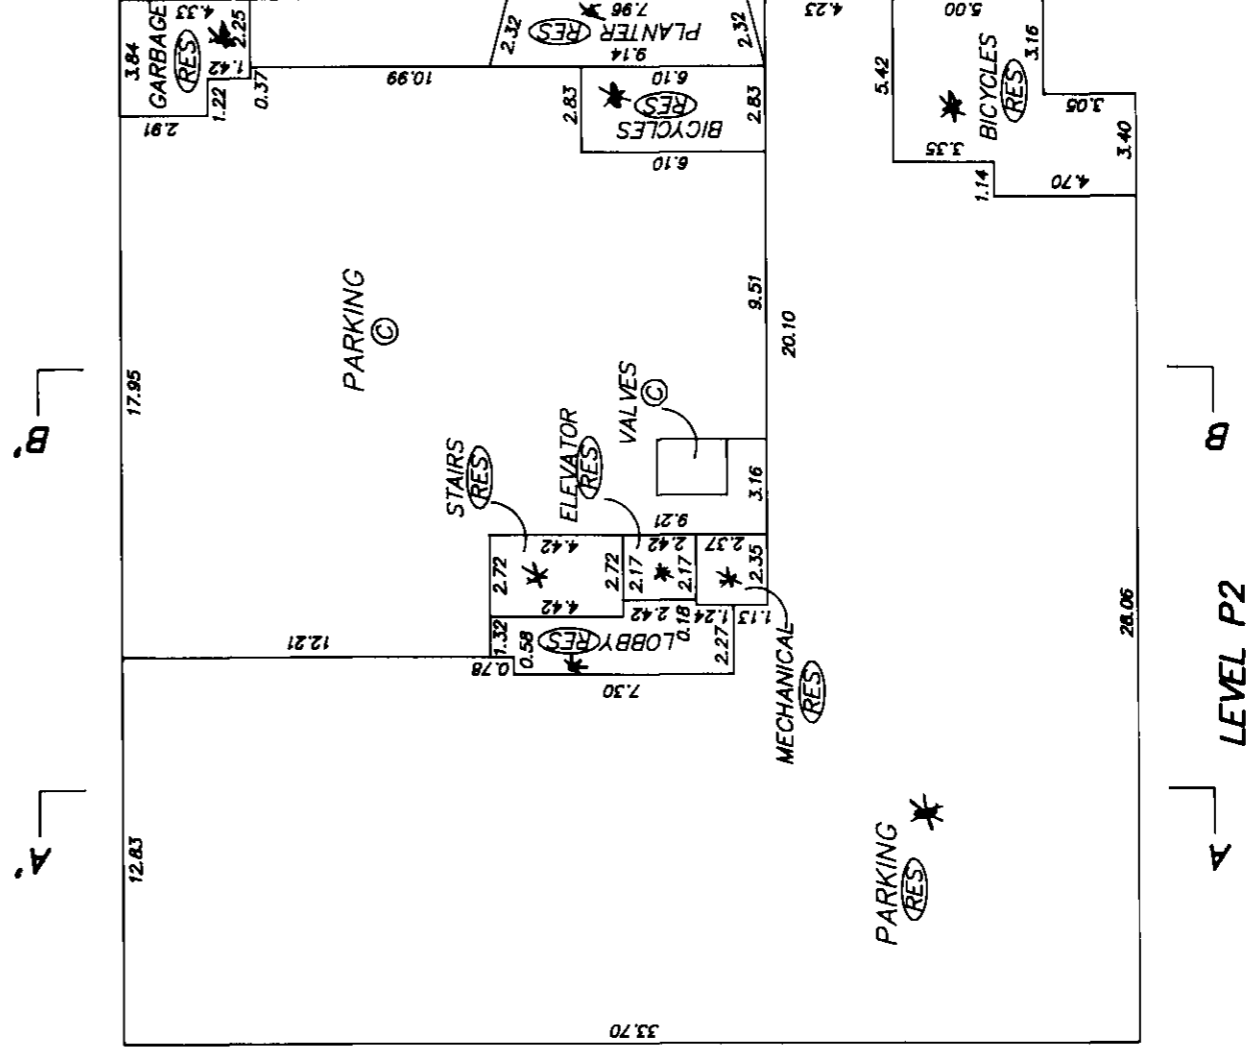 4.33
GARBAGE
RES
3.84
2.25
1.42
1.22
0.37
2.91
10.99
2.32
7.96
RES PLANTER
9.14
2.32
4.23
5.00
3.16
5.42
BICYCLES
RES
3.05
3.35
3.40
1.14
4.70
6.10
2.83
RES
2.83
BICYCLES
6.10
PARKING
C
17.95
B'
9.51
20.10
VALVES
C
ELEVATOR
RES
STAIRS
RES
3.16
9.21
4.42
2.42
2.37
2.72
2.72
2.17
2.17
2.35
4.42
2.42
0.18
1.24
1.13
1.32
0.58
LOBBY RES
2.27
0.78
7.30
12.21
MECHANICAL
RES
B
28.06
LEVEL P2
A'
12.83
PARKING
RES
A
33.70